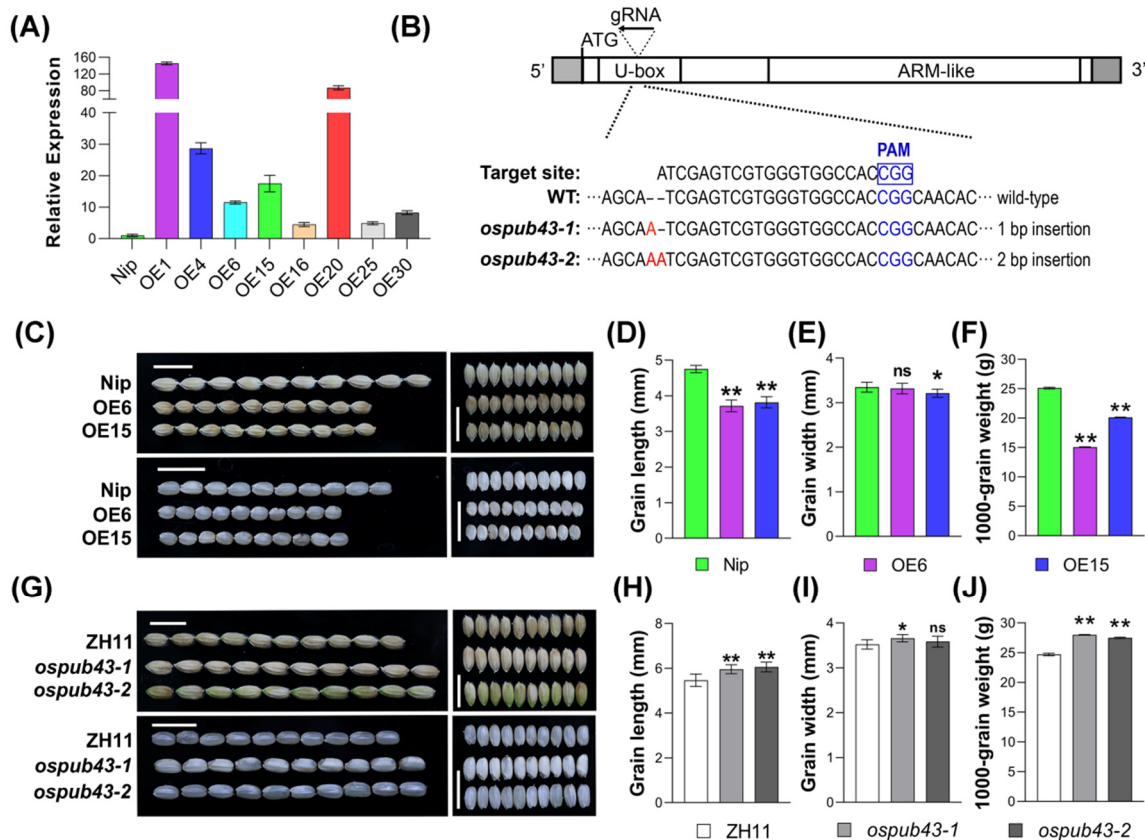 (A)
Relative Expression
160
140
120
100
80
60
40
30
20
10
0
Nip
OE1
OE4
OE6
OE15
OE16
OE20
OE25
OE30
(B)
gRNA
ATG
5’
U-box
ARM-like
3’
PAM
Target site: ATCGAGTCGTGGGTGGCCACCGG
WT: ···AGCA--TCGAGTCGTGGGTGGCCACCGGCAACAC··· wild-type
ospub43-1: ···AGCAA-TCGAGTCGTGGGTGGCCACCGGCAACAC··· 1 bp insertion
ospub43-2: ···AGCAAATCGAGTCGTGGGTGGCCACCGGCAACAC··· 2 bp insertion
(C)
Nip
OE6
OE15
Nip
OE6
OE15
(D)
Grain length (mm)
5
4
3
2
1
0
** **
(E)
Grain width (mm)
4
3
2
1
0
ns *
(F)
1000-grain weight (g)
30
25
20
15
10
5
0
** **
Nip
OE6
OE15
(G)
ZH11
ospub43-1
ospub43-2
ZH11
ospub43-1
ospub43-2
(H)
Grain length (mm)
8
6
4
2
0
** **
(I)
Grain width (mm)
4
3
2
1
0
* ns
(J)
1000-grain weight (g)
30
25
20
15
10
5
0
** **
ZH11
ospub43-1
ospub43-2